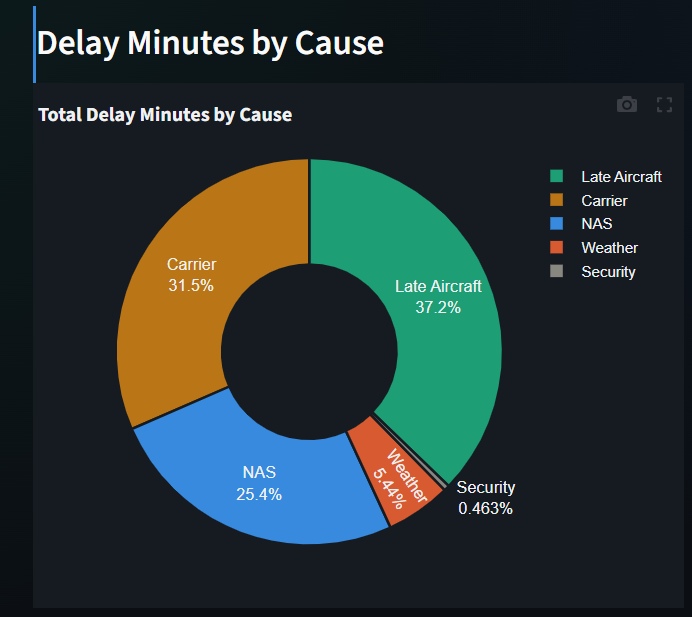 Delay Minutes by Cause
Total Delay Minutes by Cause
Late Aircraft
Carrier
NAS
Weather
Security
Carrier
31.5%
Late Aircraft
37.2%
NAS
25.4%
Weather
5.44%
Security
0.463%